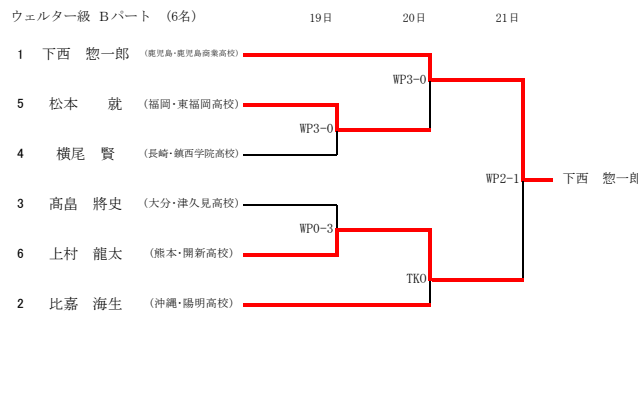 ウェルター級 Bパート (6名) 19日 20日 21日
1 下西 惣一郎 (鹿児島・鹿児島商業高校)
WP3-0
5 松本 就 (福岡・東福岡高校)
WP3-0
4 横尾 賢 (長崎・鎮西学院高校)
WP2-1 下西 惣一郎
3 髙畠 將史 (大分・津久見高校)
WP0-3
6 上村 龍太 (熊本・開新高校)
TKO
2 比嘉 海生 (沖縄・陽明高校)